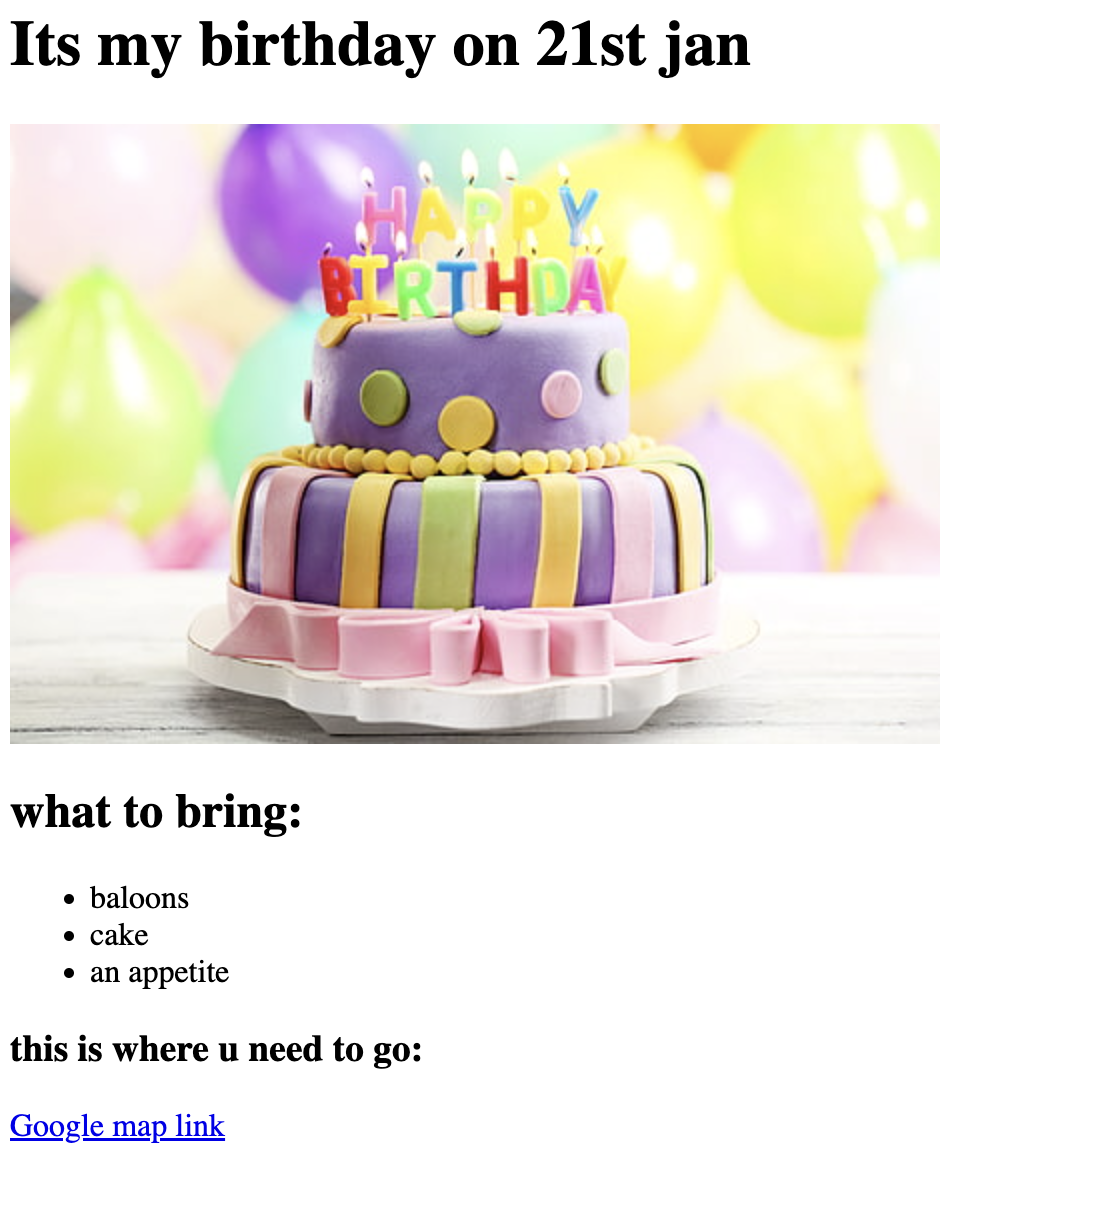 Its my birthday on 21st jan
HAPPY
BIRTHDAY
what to bring:
baloons
cake
an appetite
this is where u need to go:
Google map link